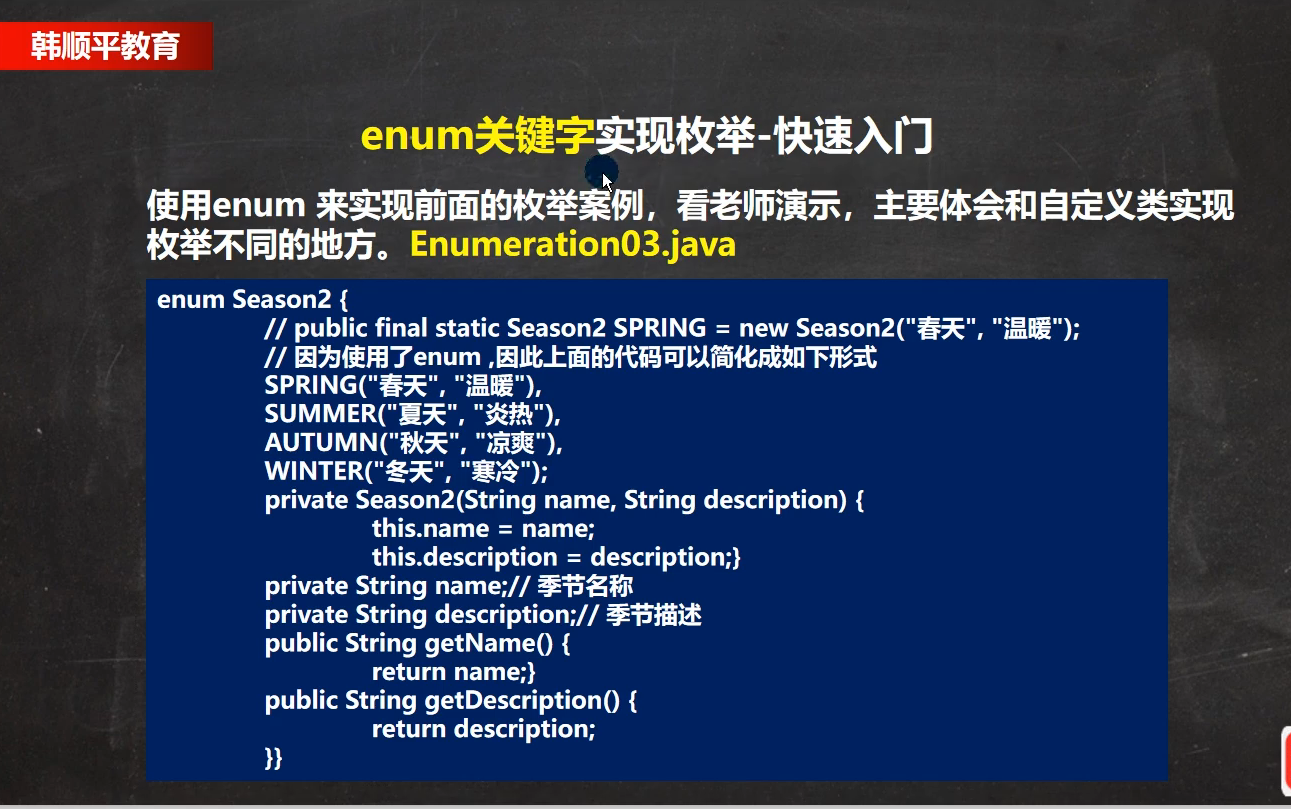 韩顺平教育
enum关键字实现枚举-快速入门
使用enum 来实现前面的枚举案例，看老师演示，主要体会和自定义类实现
枚举不同的地方。Enumeration03.java
enum Season2 {
// public final static Season2 SPRING = new Season2("春天", "温暖");
// 因为使用了enum ,因此上面的代码可以简化成如下形式
SPRING("春天", "温暖"),
SUMMER("夏天", "炎热"),
AUTUMN("秋天", "凉爽"),
WINTER("冬天", "寒冷");
private Season2(String name, String description) {
this.name = name;
this.description = description;}
private String name;// 季节名称
private String description;// 季节描述
public String getName() {
return name;}
public String getDescription() {
return description;
}}